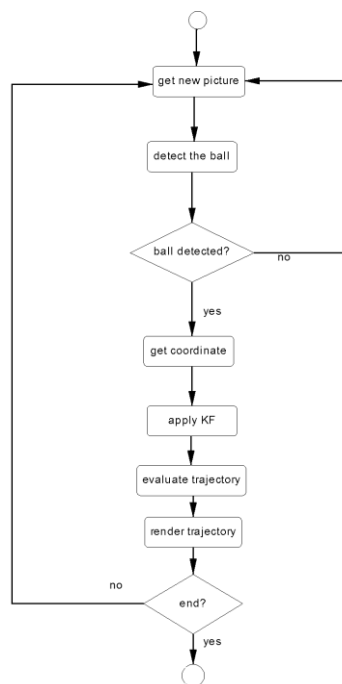 get new picture
detect the ball
ball detected?
no
yes
get coordinate
apply KF
evaluate trajectory
render trajectory
no
end?
yes